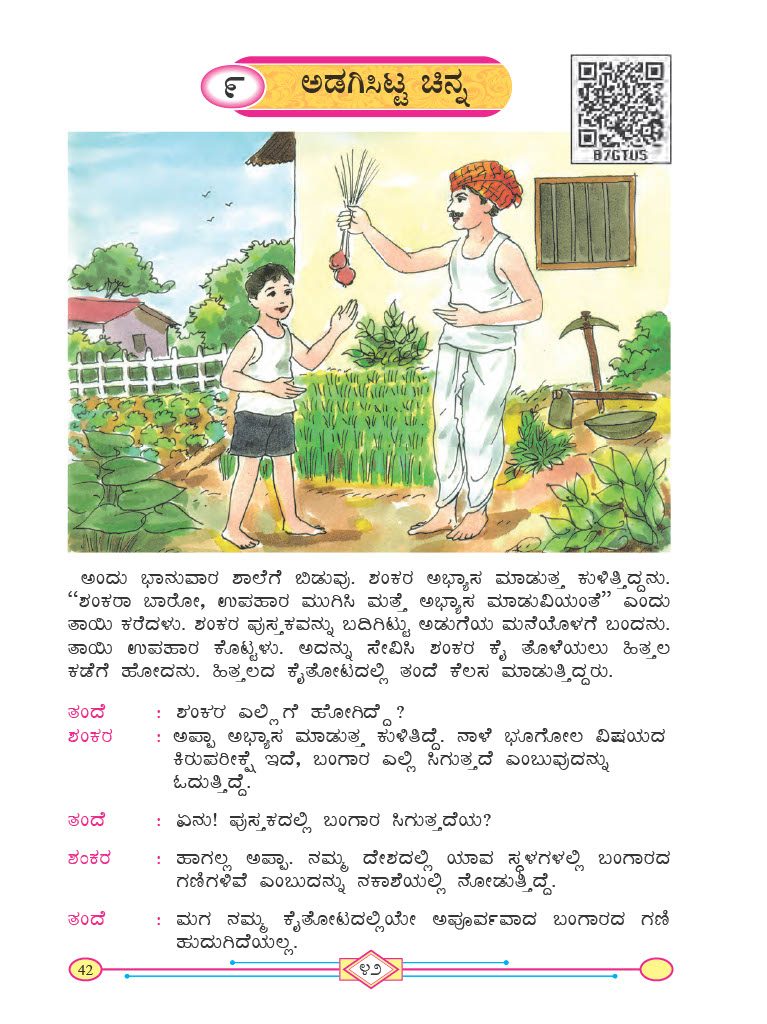 ೯
ಅಡಗಿಸಿಟ್ಟ ಚಿನ್ನ
B7GTU5
ಅಂದು ಭಾನುವಾರ ಶಾಲೆಗೆ ಬಿಡುವು. ಶಂಕರ ಅಭ್ಯಾಸ ಮಾಡುತ್ತ ಕುಳಿತ್ತಿದ್ದನು.
“ಶಂಕರಾ ಬಾರೋ, ಉಪಹಾರ ಮುಗಿಸಿ ಮತ್ತೆ ಅಭ್ಯಾಸ ಮಾಡುವಿಯಂತೆ” ಎಂದು
ತಾಯಿ ಕರೆದಳು. ಶಂಕರ ಪುಸ್ತಕವನ್ನು ಬದಿಗಿಟ್ಟು ಅಡುಗೆಯ ಮನೆಯೊಳಗೆ ಬಂದನು.
ತಾಯಿ ಉಪಹಾರ ಕೊಟ್ಟಳು. ಅದನ್ನು ಸೇವಿಸಿ ಶಂಕರ ಕೈ ತೊಳೆಯಲು ಹಿತ್ತಲ
ಕಡೆಗೆ ಹೋದನು. ಹಿತ್ತಲದ ಕೈತೋಟದಲ್ಲಿ ತಂದೆ ಕೆಲಸ ಮಾಡುತ್ತಿದ್ದರು.
ತಂದೆ : ಶಂಕರ ಎಲ್ಲಿಗೆ ಹೋಗಿದ್ದೆ ?
ಶಂಕರ : ಅಪ್ಪಾ ಅಭ್ಯಾಸ ಮಾಡುತ್ತ ಕುಳಿತಿದ್ದೆ. ನಾಳೆ ಭೂಗೋಲ ವಿಷಯದ
ಕಿರುಪರೀಕ್ಷೆ ಇದೆ, ಬಂಗಾರ ಎಲ್ಲಿ ಸಿಗುತ್ತದೆ ಎಂಬುವುದನ್ನು
ಓದುತ್ತಿದ್ದೆ.
ತಂದೆ : ಏನು! ಪುಸ್ತಕದಲ್ಲಿ ಬಂಗಾರ ಸಿಗುತ್ತದೆಯ?
ಶಂಕರ : ಹಾಗಲ್ಲ ಅಪ್ಪಾ. ನಮ್ಮ ದೇಶದಲ್ಲಿ ಯಾವ ಸ್ಥಳಗಳಲ್ಲಿ ಬಂಗಾರದ
ಗಣಿಗಳಿವೆ ಎಂಬುದನ್ನು ನಕಾಶೆಯಲ್ಲಿ ನೋಡುತ್ತಿದ್ದೆ.
ತಂದೆ : ಮಗ ನಮ್ಮ ಕೈತೋಟದಲ್ಲಿಯೇ ಅಪೂರ್ವವಾದ ಬಂಗಾರದ ಗಣಿ
ಹುದುಗಿದೆಯಲ್ಲ.
42
೪೨